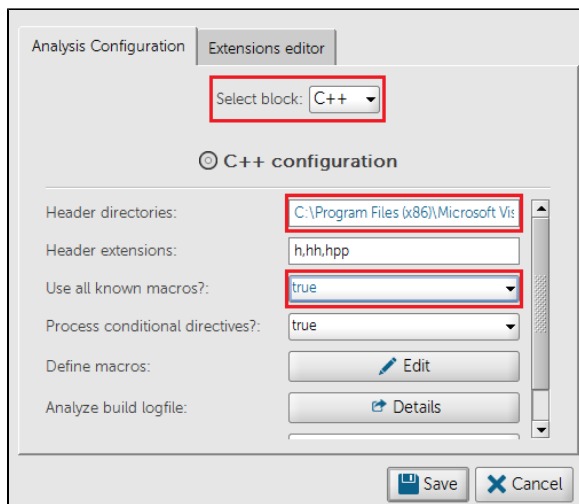 Analysis Configuration Extensions editor
Select block: C++
C++ configuration
Header directories: C:\Program Files (x86)\Microsoft Vis
Header extensions: h,hh,hpp
Use all known macros?: true
Process conditional directives?: true
Define macros: Edit
Analyze build logfile: Details
Save Cancel